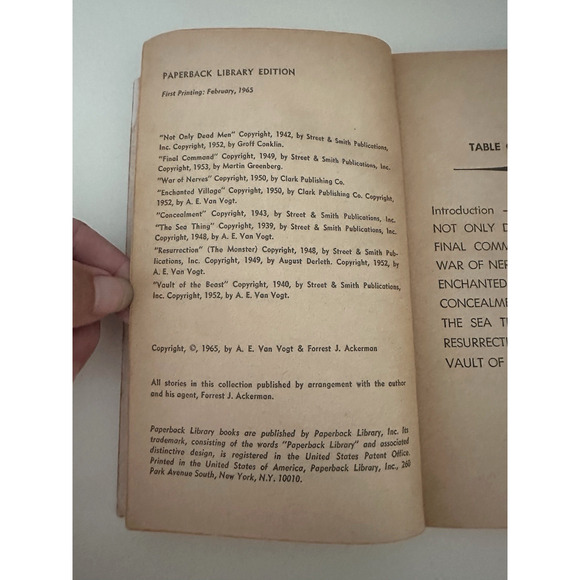 PAPERBACK LIBRARY EDITION
First Printing: February, 1965
"Not Only Dead Men" Copyright, 1942, by Street & Smith Publications,
Inc. Copyright, 1952, by Groff Conklin.
"Final Command" Copyright, 1949, by Street & Smith Publications, Inc.
Copyright, 1953, by Martin Greenberg.
"War of Nerves" Copyright, 1950, by Clark Publishing Co.
"Enchanted Village" Copyright, 1950, by Clark Publishing Co. Copyright,
1952, by A. E. Van Vogt.
"Concealment" Copyright, 1943, by Street & Smith Publications, Inc.
"The Sea Thing" Copyright, 1939, by Street & Smith Publications, Inc.
Copyright, 1948, by A. E. Van Vogt.
"Resurrection" (The Monster) Copyright, 1948, by Street & Smith Pub-
lications, Inc. Copyright, 1949, by August Derleth. Copyright, 1952, by
A. E. Van Vogt.
"Vault of the Beast" Copyright, 1940, by Street & Smith Publications,
Inc. Copyright, 1952, by A. E. Van Vogt.
Copyright, ©, 1965, by A. E. Van Vogt & Forrest J. Ackerman
All stories in this collection published by arrangement with the author
and his agent, Forrest J. Ackerman.
Paperback Library books are published by Paperback Library, Inc. Its
trademark, consisting of the words "Paperback Library" and associated
distinctive design, is registered in the United States Patent Office.
Printed in the United States of America, Paperback Library, Inc., 260
Park Avenue South, New York, N.Y. 10010.
TABLE
Introduction –
NOT ONLY D
FINAL COMM
WAR OF NER
ENCHANTED
CONCEALME
THE SEA TH
RESURRECTI
VAULT OF